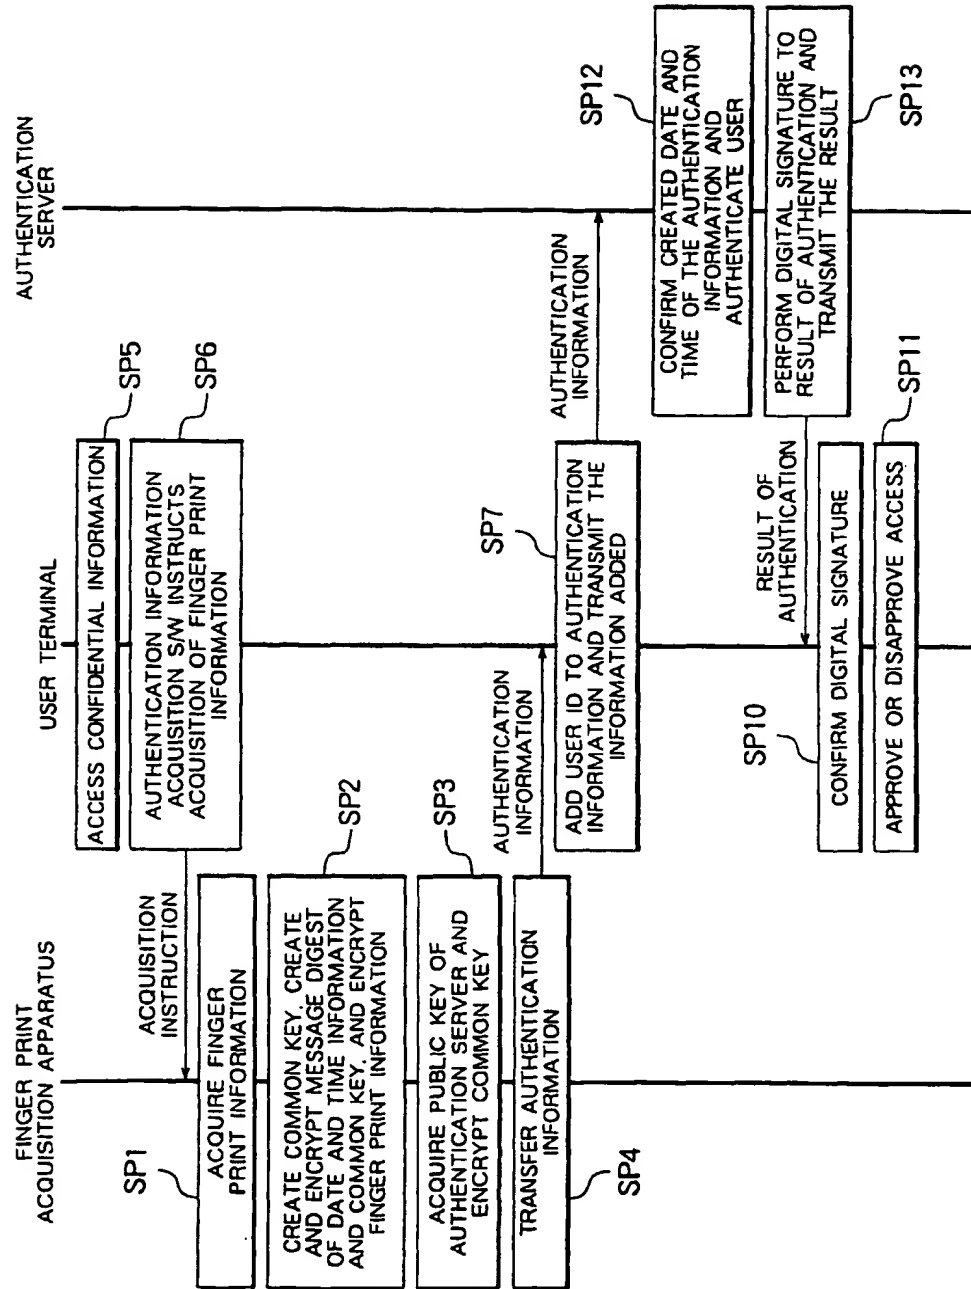 FINGER PRINT
ACQUISITION APPARATUS
USER TERMINAL
AUTHENTICATION
SERVER
ACCESS CONFIDENTIAL INFORMATION
SP5
AUTHENTICATION INFORMATION
ACQUISITION S/W INSTRUCTS
ACQUISITION OF FINGER PRINT
INFORMATION
SP6
ACQUISITION
INSTRUCTION
SP1
ACQUIRE FINGER
PRINT INFORMATION
CREATE COMMON KEY, CREATE
AND ENCRYPT MESSAGE DIGEST
OF DATE AND TIME INFORMATION
AND COMMON KEY, AND ENCRYPT
FINGER PRINT INFORMATION
SP2
ACQUIRE PUBLIC KEY OF
AUTHENTICATION SERVER AND
ENCRYPT COMMON KEY
SP3
TRANSFER AUTHENTICATION
INFORMATION
SP4
AUTHENTICATION
INFORMATION
SP7
ADD USER ID TO AUTHENTICATION
INFORMATION AND TRANSMIT THE
INFORMATION ADDED
AUTHENTICATION
INFORMATION
SP12
CONFIRM CREATED DATE AND
TIME OF THE AUTHENTICATION
INFORMATION AND
AUTHENTICATE USER
PERFORM DIGITAL SIGNATURE TO
RESULT OF AUTHENTICATION AND
TRANSMIT THE RESULT
SP13
RESULT OF
AUTHENTICATION
SP10
CONFIRM DIGITAL SIGNATURE
APPROVE OR DISAPPROVE ACCESS
SP11